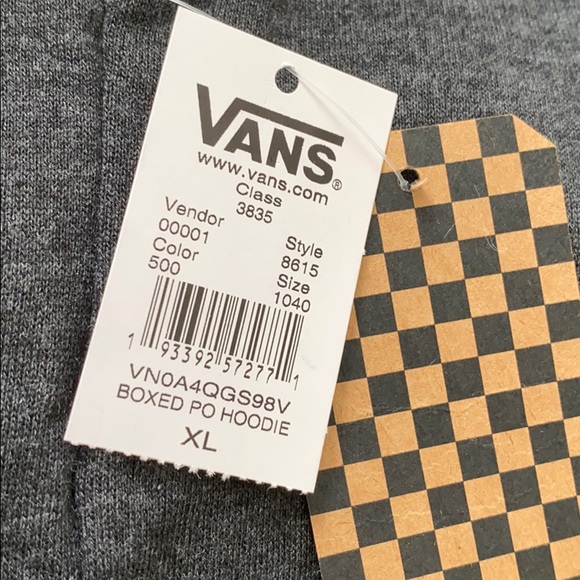 VANS®
www.vans.com
Class
3835
Vendor Style
00001 8615
Color Size
500 1040
1 93392 57277 1
VN0A4QGS98V
BOXED PO HOODIE
XL